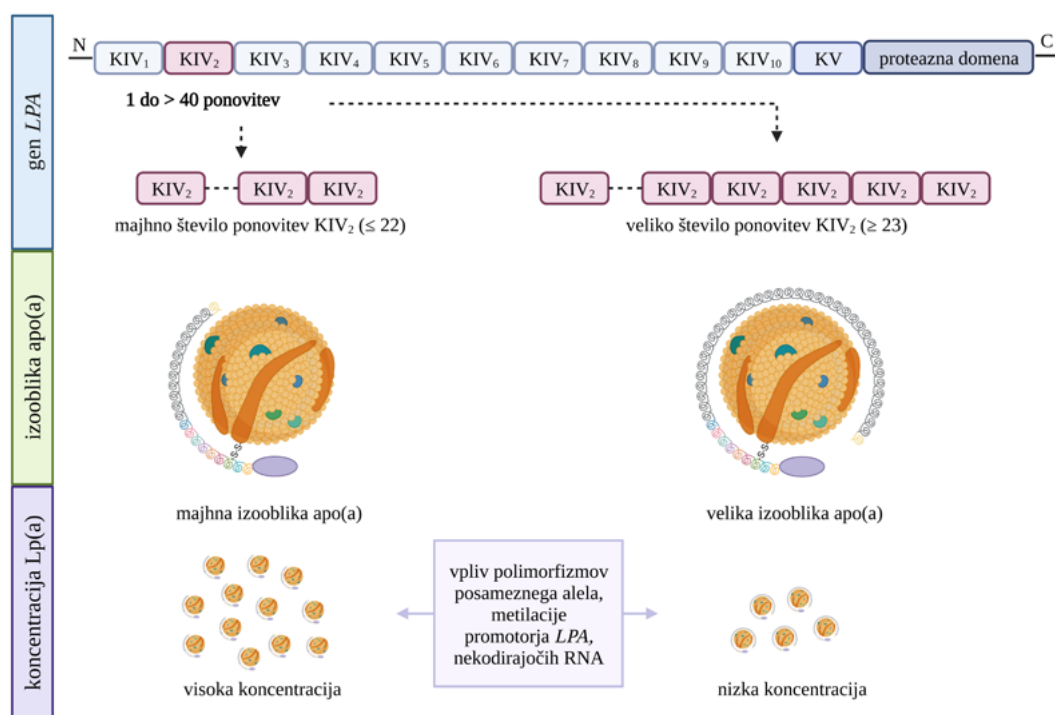 gen LPA
N KIV₁ KIV₂ KIV₃ KIV₄ KIV₅ KIV₆ KIV₇ KIV₈ KIV₉ KIV₁₀ KV proteazna domena C
1 do > 40 ponovitev
KIV₂ KIV₂ KIV₂
KIV₂ KIV₂ KIV₂ KIV₂ KIV₂ KIV₂
majhno število ponovitev KIV₂ (≤ 22)
veliko število ponovitev KIV₂ (≥ 23)
izooblika apo(a)
S-S
S-S
majhna izooblika apo(a)
velika izooblika apo(a)
koncentracija Lp(a)
vpliv polimorfizmov
posameznega alela,
metilacije
promotorja LPA,
nekodirajočih RNA
visoka koncentracija
nizka koncentracija